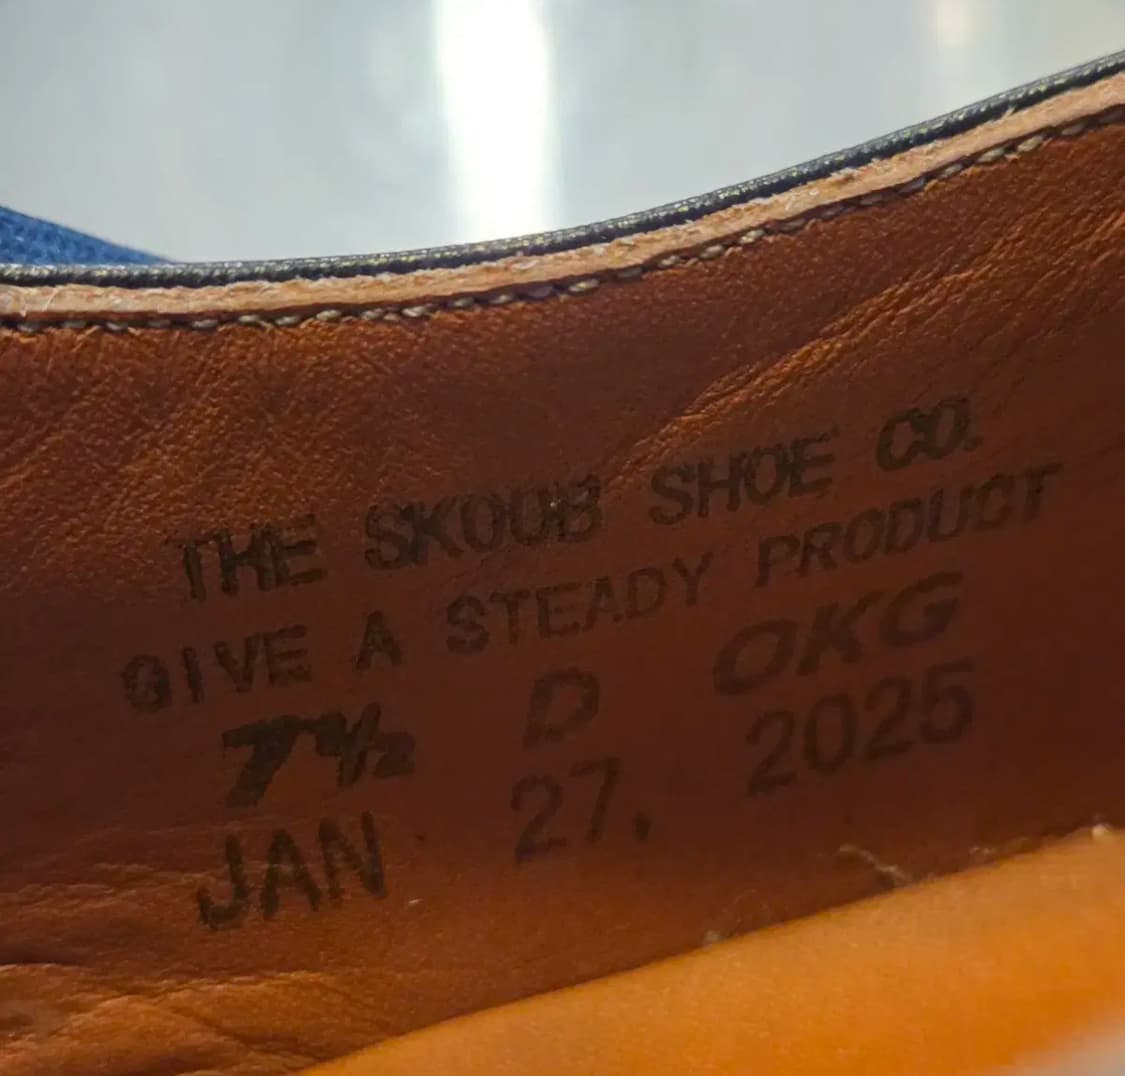 THE SKOOB SHOE CO.
GIVE A STEADY PRODUCT
7½ D OKG
JAN 27, 2025